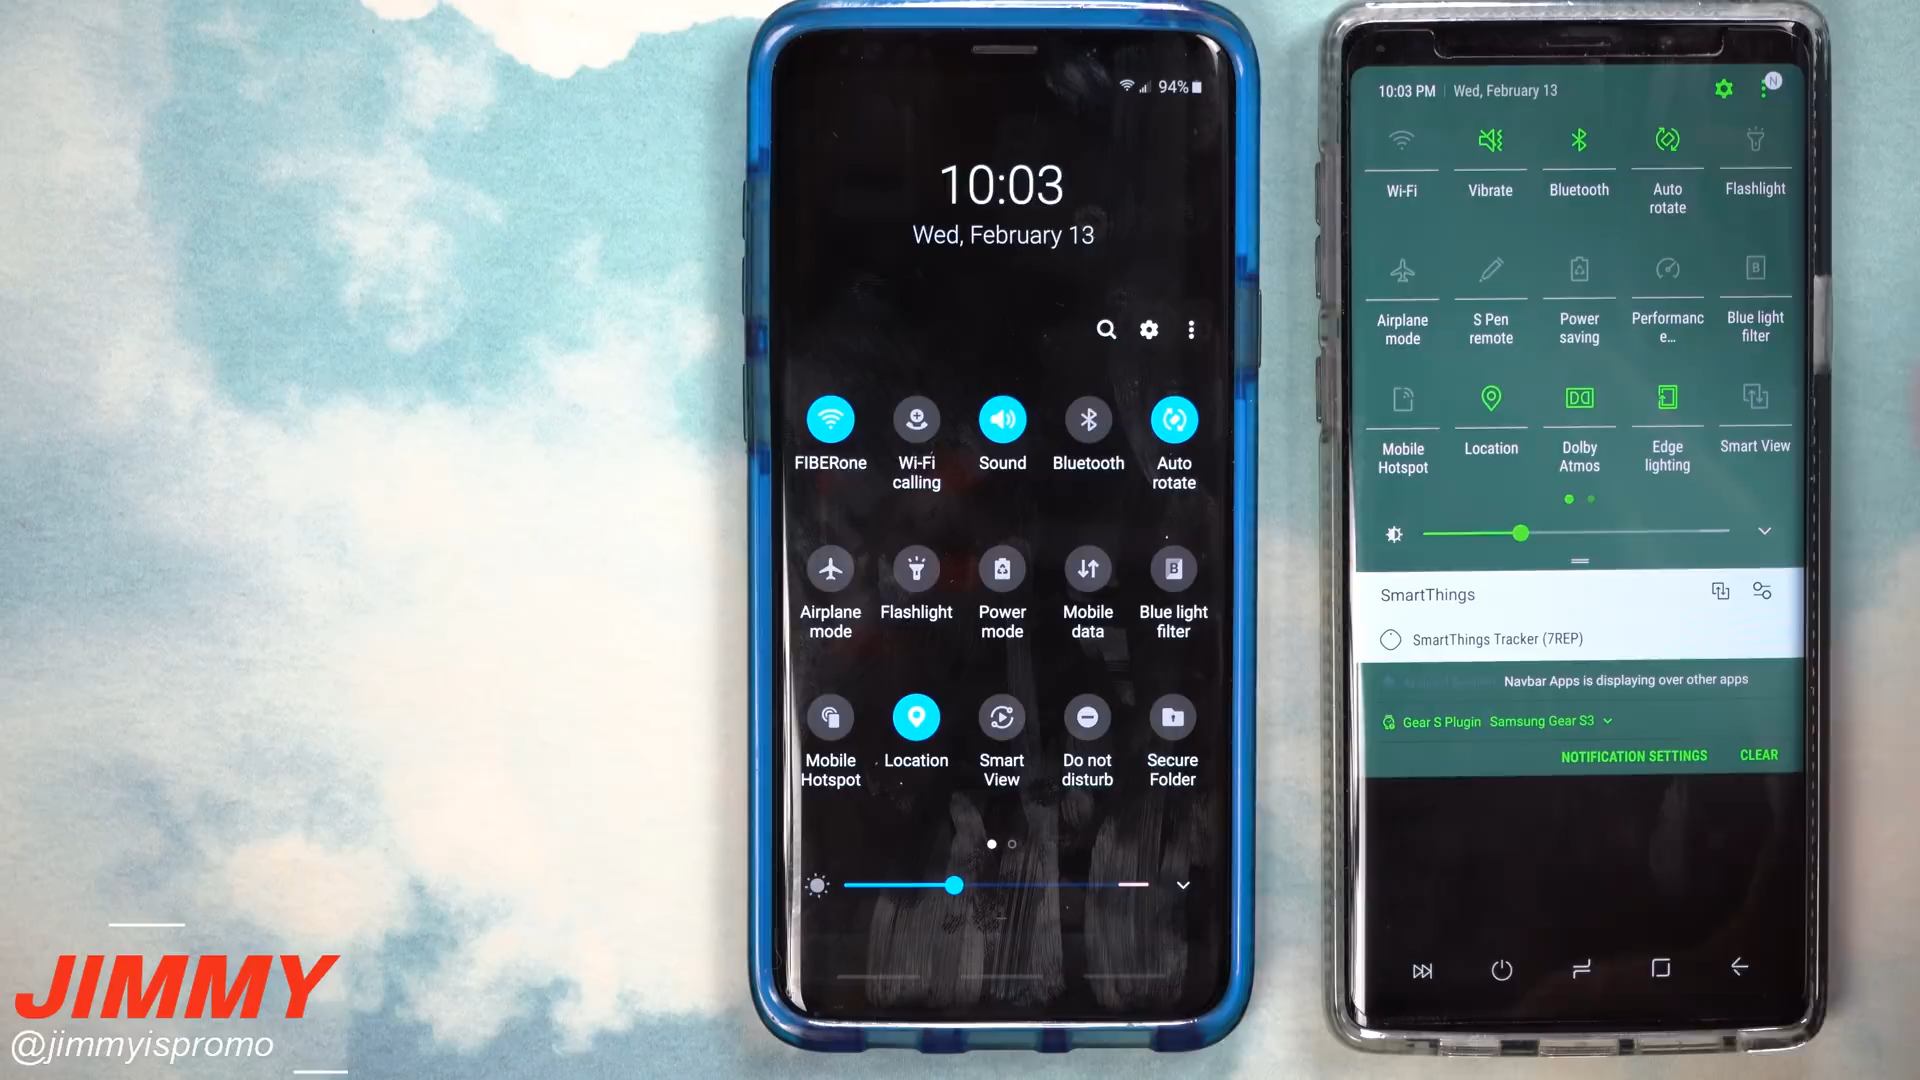 94%
10:03
Wed, February 13
FIBERone
Wi-Fi
calling
Sound
Bluetooth
Auto
rotate
Airplane
mode
Flashlight
Power
mode
Mobile
data
Blue light
filter
Mobile
Hotspot
Location
Smart
View
Do not
disturb
Secure
Folder
10:03 PM | Wed, February 13
N
Wi-Fi
Vibrate
Bluetooth
Auto
rotate
Flashlight
Airplane
mode
S Pen
remote
Power
saving
Performanc
e...
Blue light
filter
Mobile
Hotspot
Location
Dolby
Atmos
Edge
lighting
Smart View
SmartThings
SmartThings Tracker (7REP)
Navbar Apps is displaying over other apps
Gear S Plugin Samsung Gear S3
NOTIFICATION SETTINGS CLEAR
JIMMY
@jimmyispromo